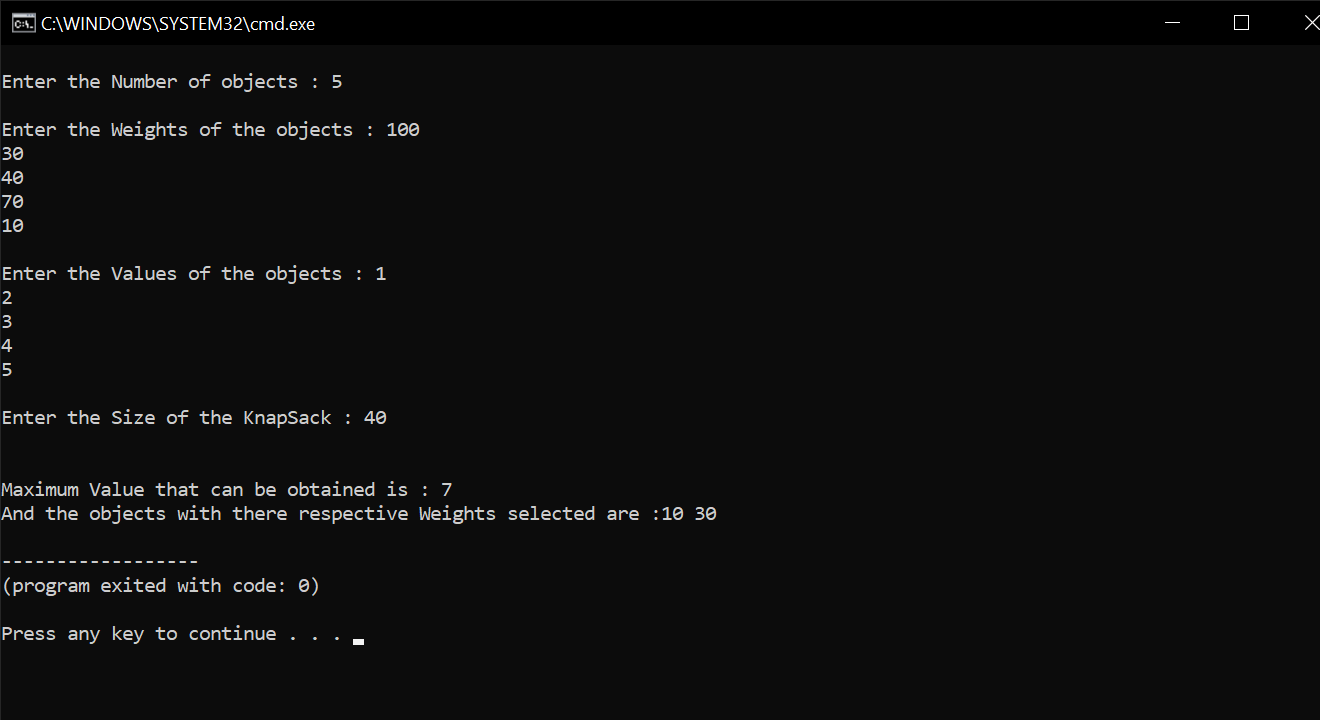 C:\WINDOWS\SYSTEM32\cmd.exe
Enter the Number of objects : 5
Enter the Weights of the objects : 100
30
40
70
10
Enter the Values of the objects : 1
2
3
4
5
Enter the Size of the KnapSack : 40
Maximum Value that can be obtained is : 7
And the objects with there respective Weights selected are :10 30
------------------
(program exited with code: 0)
Press any key to continue . . .